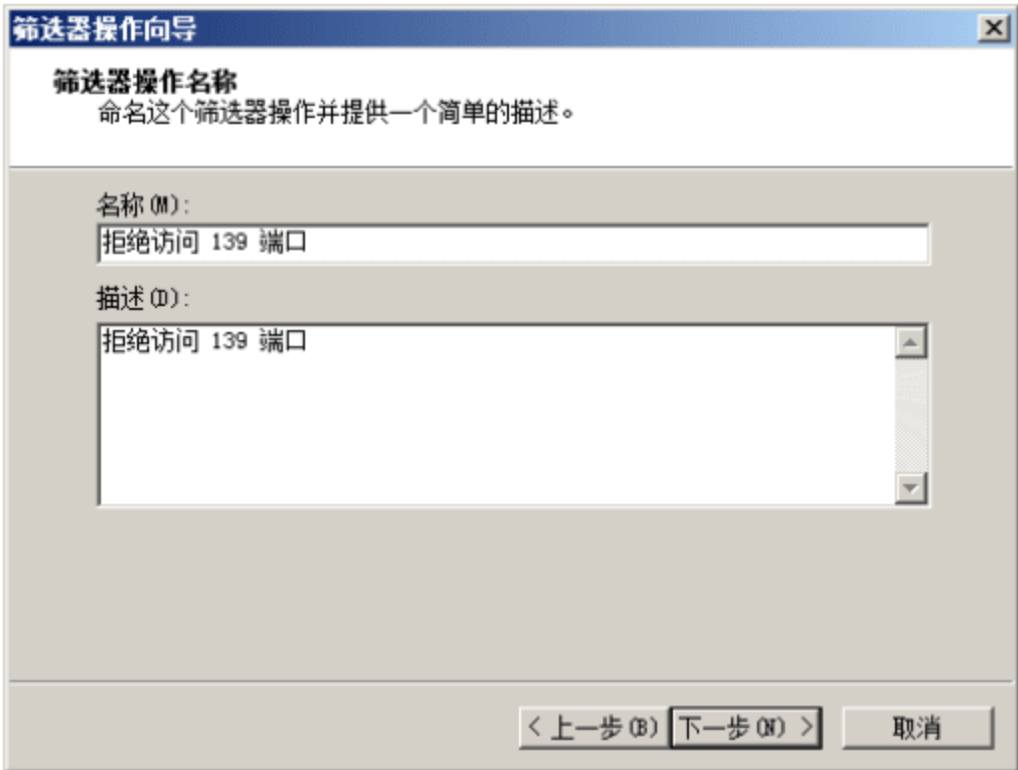 筛选器操作向导
筛选器操作名称
命名这个筛选器操作并提供一个简单的描述。
名称(M):
拒绝访问 139 端口
描述(D):
拒绝访问 139 端口
< 上一步(B) 下一步(N) > 取消